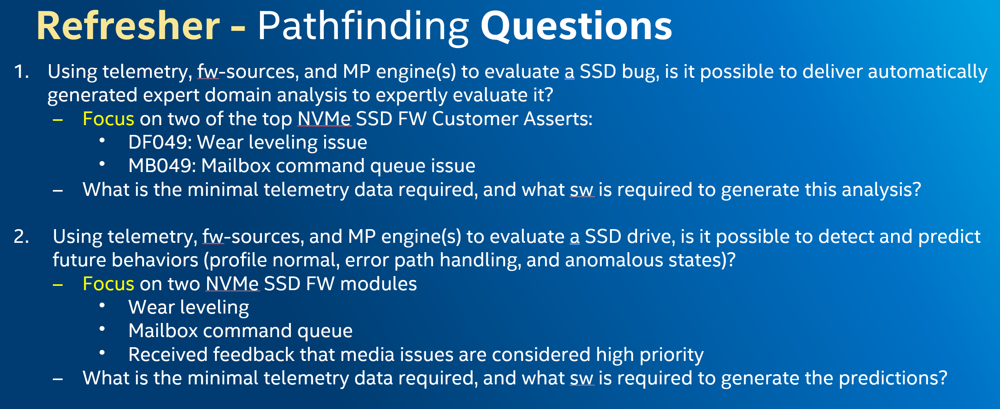 Refresher - Pathfinding Questions
1. Using telemetry, fw-sources, and MP engine(s) to evaluate a SSD bug, is it possible to deliver automatically
generated expert domain analysis to expertly evaluate it?
– Focus on two of the top NVMe SSD FW Customer Asserts:
• DF049: Wear leveling issue
• MB049: Mailbox command queue issue
– What is the minimal telemetry data required, and what sw is required to generate this analysis?
2. Using telemetry, fw-sources, and MP engine(s) to evaluate a SSD drive, is it possible to detect and predict
future behaviors (profile normal, error path handling, and anomalous states)?
– Focus on two NVMe SSD FW modules
• Wear leveling
• Mailbox command queue
• Received feedback that media issues are considered high priority
– What is the minimal telemetry data required, and what sw is required to generate the predictions?